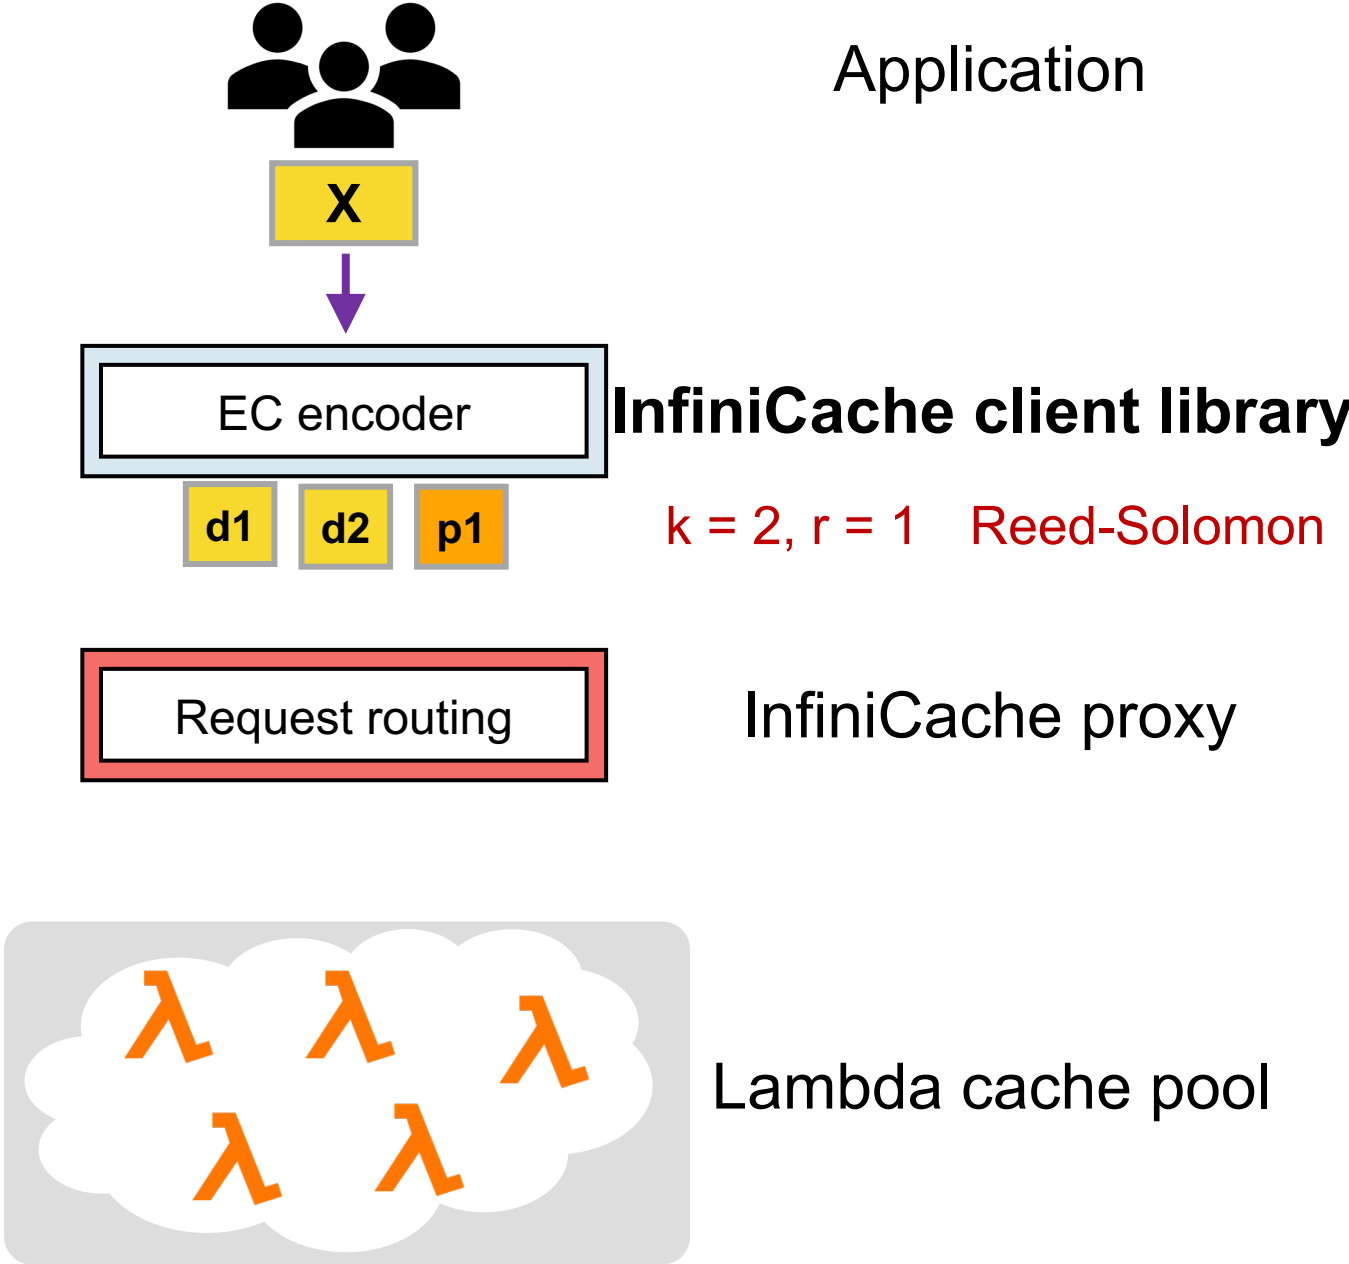 Application
X
EC encoder
InfiniCache client library
d1 d2 p1
k = 2, r = 1 Reed-Solomon
Request routing
InfiniCache proxy
λ λ λ
λ λ
Lambda cache pool